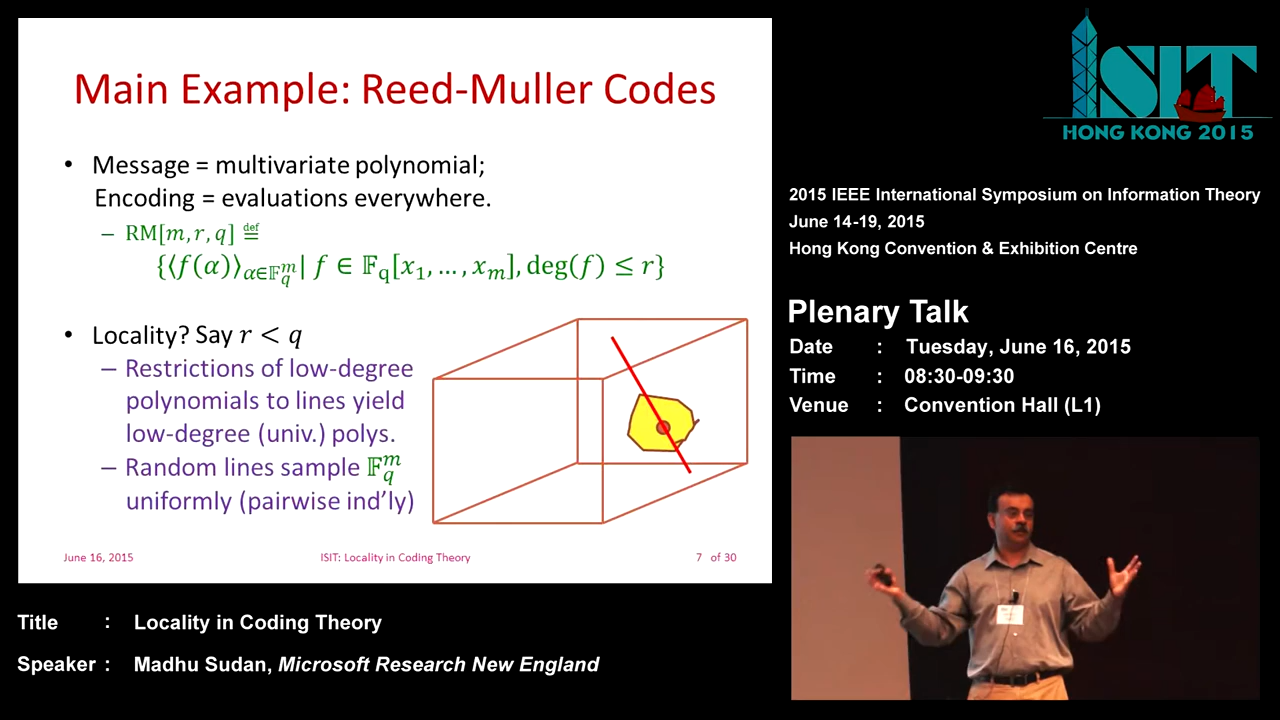 Main Example: Reed-Muller Codes
• Message = multivariate polynomial;
Encoding = evaluations everywhere.
– RM[m, r, q] ≝
{⟨f(α)⟩_{α∈𝔽_q^m} | f ∈ 𝔽_q[x_1, …, x_m], deg(f) ≤ r}
• Locality? Say r < q
– Restrictions of low-degree
polynomials to lines yield
low-degree (univ.) polys.
– Random lines sample 𝔽_q^m
uniformly (pairwise ind’ly)
June 16, 2015 ISIT: Locality in Coding Theory 7 of 30
ISIT
HONG KONG 2015
2015 IEEE International Symposium on Information Theory
June 14-19, 2015
Hong Kong Convention & Exhibition Centre
Plenary Talk
Date : Tuesday, June 16, 2015
Time : 08:30-09:30
Venue : Convention Hall (L1)
Title : Locality in Coding Theory
Speaker : Madhu Sudan, Microsoft Research New England